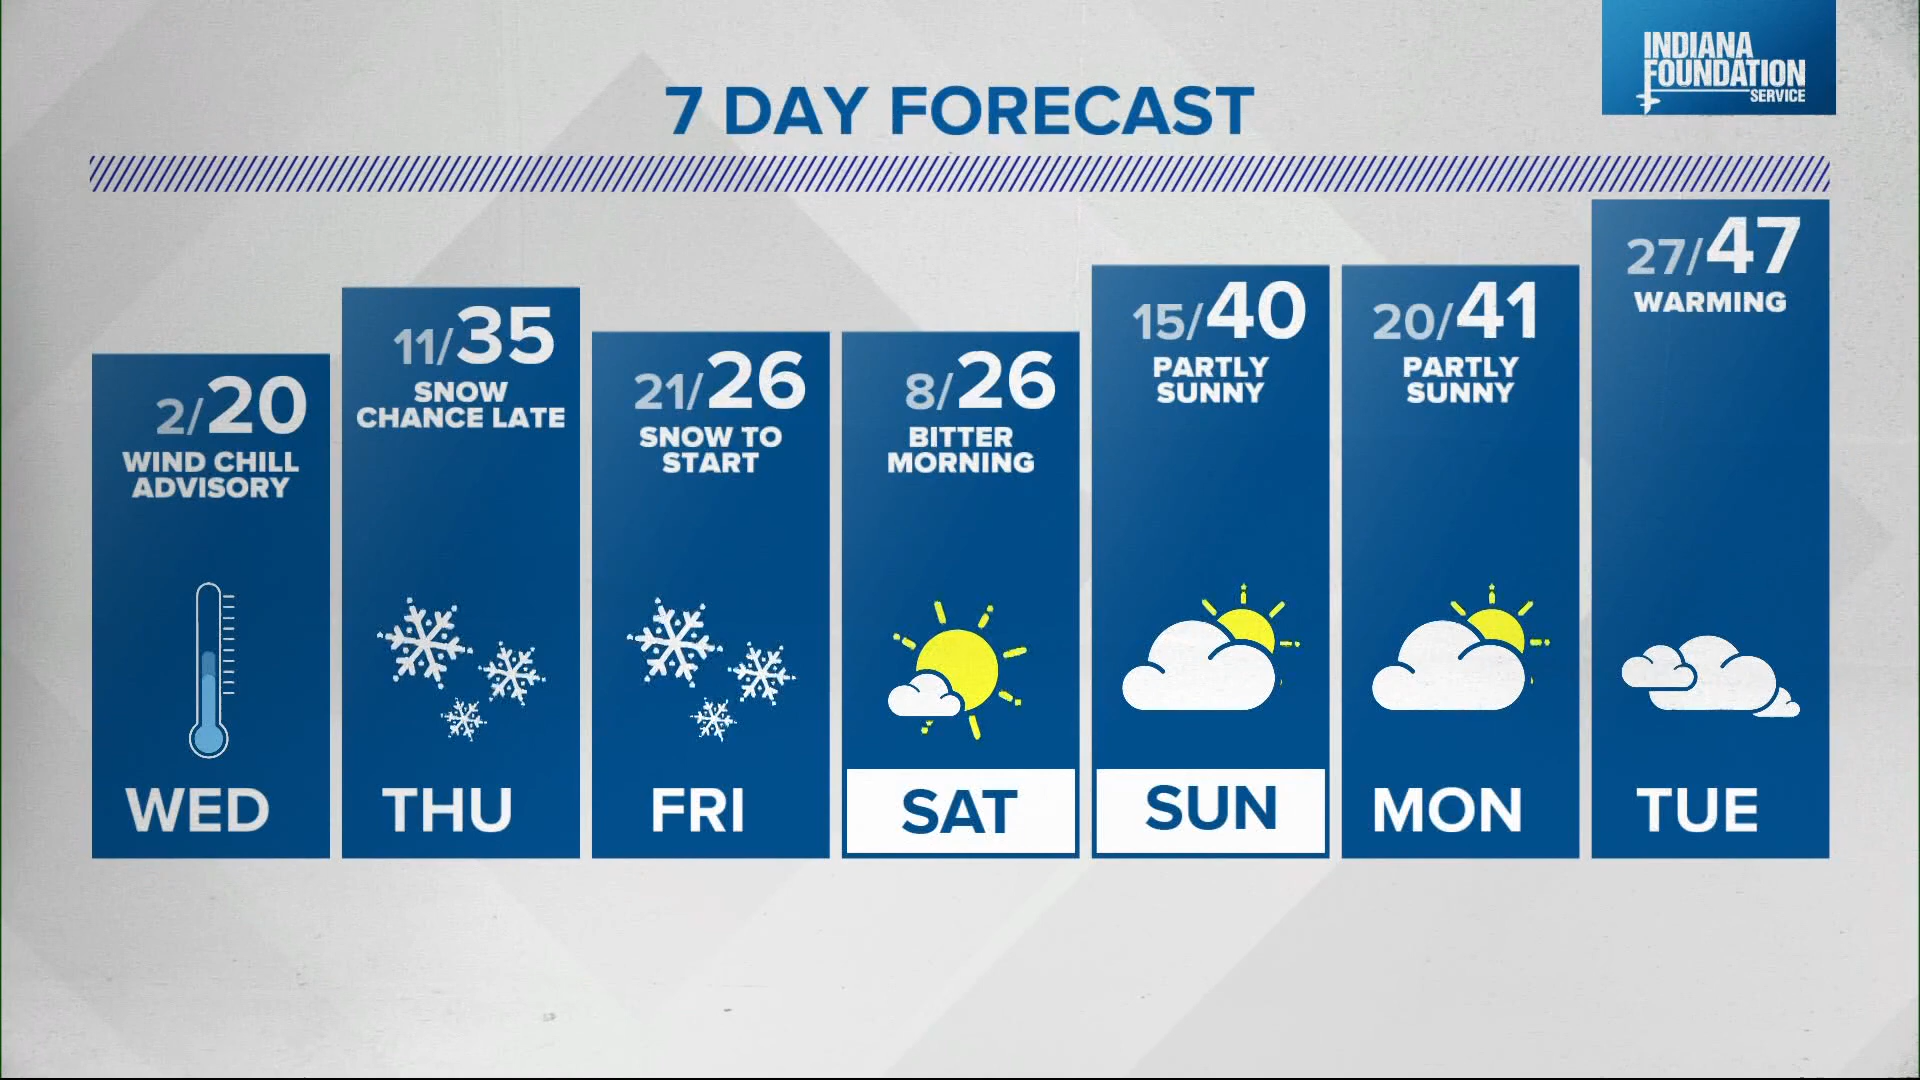 INDIANA
FOUNDATION
SERVICE
7 DAY FORECAST
2/20
WIND CHILL
ADVISORY
WED
11/35
SNOW
CHANCE LATE
THU
21/26
SNOW TO
START
FRI
8/26
BITTER
MORNING
SAT
15/40
PARTLY
SUNNY
SUN
20/41
PARTLY
SUNNY
MON
27/47
WARMING
TUE